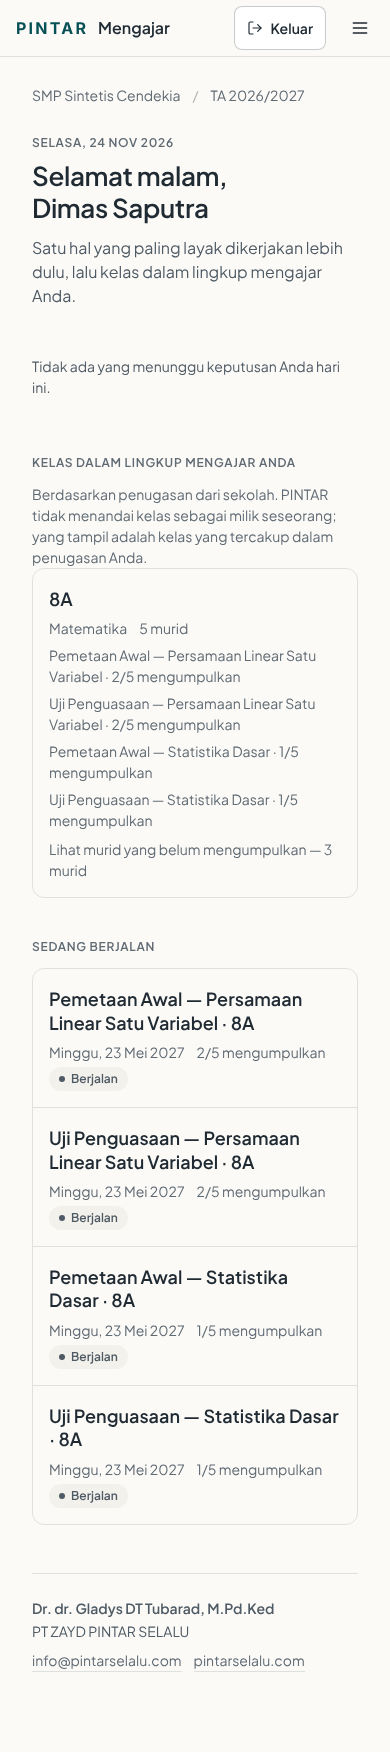 PINTAR Mengajar Keluar
SMP Sintetis Cendekia / TA 2026/2027
SELASA, 24 NOV 2026
Selamat malam,
Dimas Saputra
Satu hal yang paling layak dikerjakan lebih
dulu, lalu kelas dalam lingkup mengajar
Anda.
Tidak ada yang menunggu keputusan Anda hari
ini.
KELAS DALAM LINGKUP MENGAJAR ANDA
Berdasarkan penugasan dari sekolah. PINTAR
tidak menandai kelas sebagai milik seseorang;
yang tampil adalah kelas yang tercakup dalam
penugasan Anda.
8A
Matematika 5 murid
Pemetaan Awal — Persamaan Linear Satu
Variabel · 2/5 mengumpulkan
Uji Penguasaan — Persamaan Linear Satu
Variabel · 2/5 mengumpulkan
Pemetaan Awal — Statistika Dasar · 1/5
mengumpulkan
Uji Penguasaan — Statistika Dasar · 1/5
mengumpulkan
Lihat murid yang belum mengumpulkan — 3
murid
SEDANG BERJALAN
Pemetaan Awal — Persamaan
Linear Satu Variabel · 8A
Minggu, 23 Mei 2027 2/5 mengumpulkan
Berjalan
Uji Penguasaan — Persamaan
Linear Satu Variabel · 8A
Minggu, 23 Mei 2027 2/5 mengumpulkan
Berjalan
Pemetaan Awal — Statistika
Dasar · 8A
Minggu, 23 Mei 2027 1/5 mengumpulkan
Berjalan
Uji Penguasaan — Statistika Dasar
· 8A
Minggu, 23 Mei 2027 1/5 mengumpulkan
Berjalan
Dr. dr. Gladys DT Tubarad, M.Pd.Ked
PT ZAYD PINTAR SELALU
info@pintarselalu.com pintarselalu.com